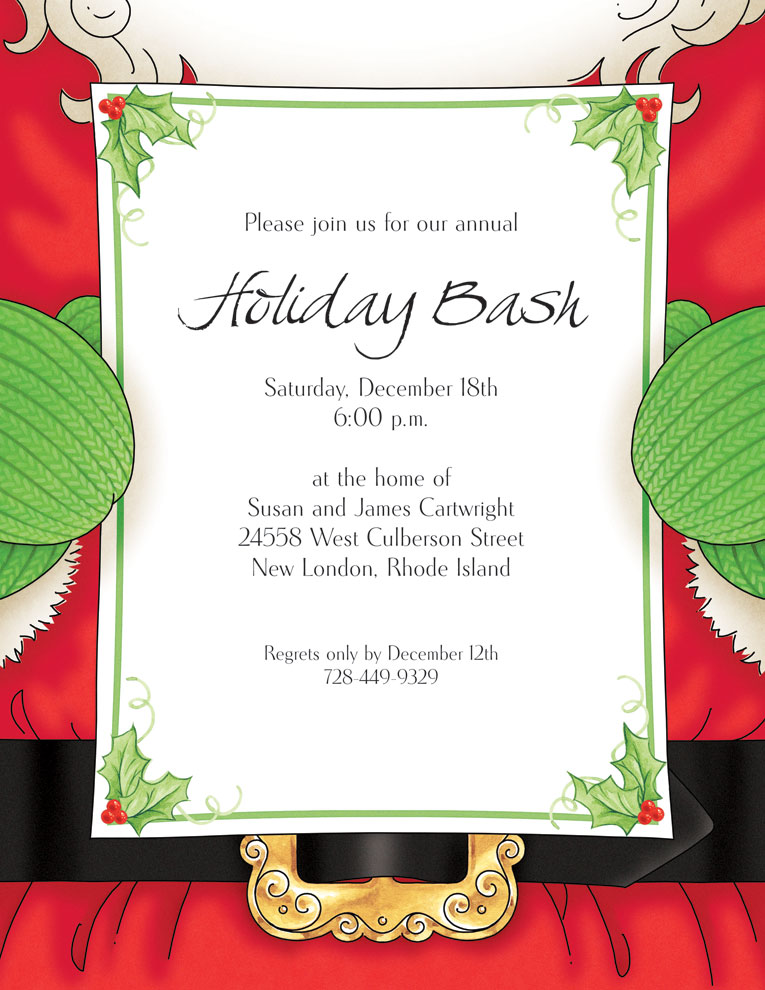 Please join us for our annual
Holiday Bash
Saturday, December 18th
6:00 p.m.
at the home of
Susan and James Cartwright
24558 West Culberson Street
New London, Rhode Island
Regrets only by December 12th
728-449-9329